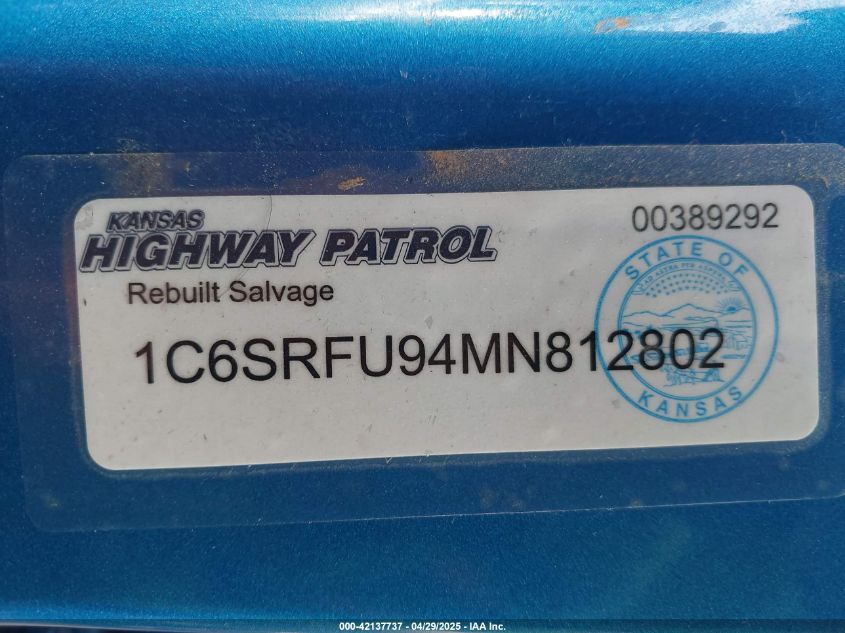 KANSAS
HIGHWAY PATROL
00389292
Rebuilt Salvage
1C6SRFU94MN812802
STATE OF
KANSAS
000-42137737 - 04/29/2025 - IAA Inc.